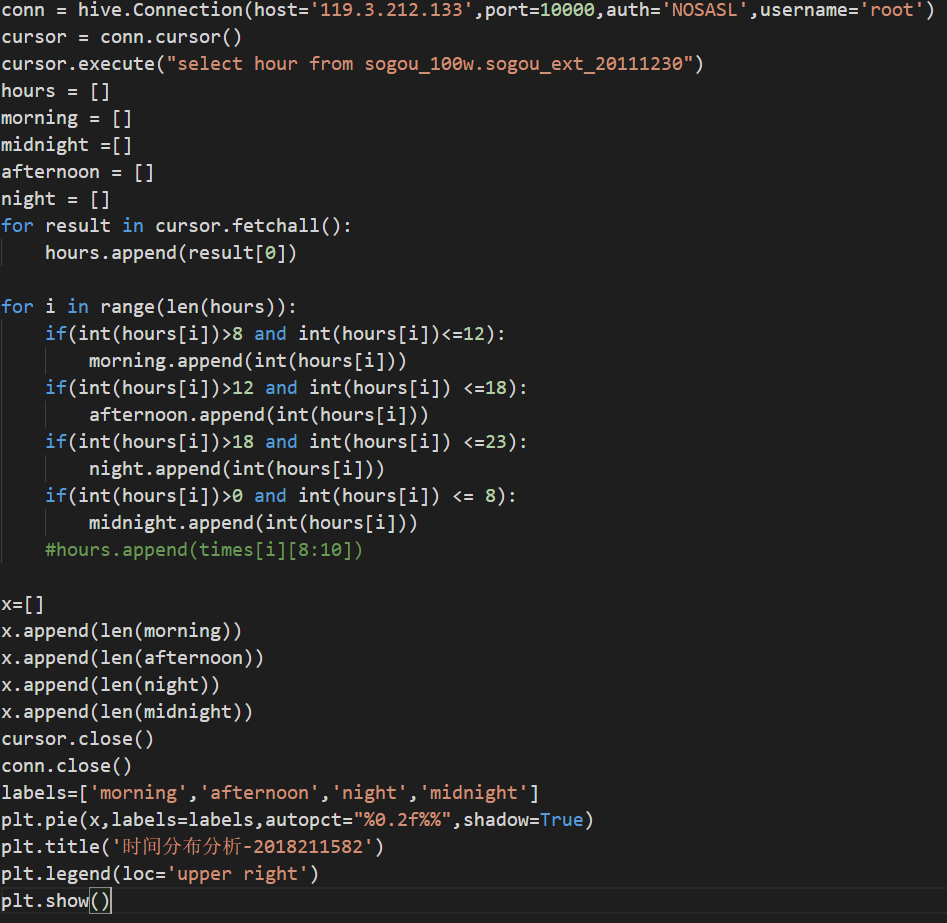 conn = hive.Connection(host='119.3.212.133',port=10000,auth='NOSASL',username='root')
cursor = conn.cursor()
cursor.execute("select hour from sogou_100w.sogou_ext_20111230")
hours = []
morning = []
midnight =[]
afternoon = []
night = []
for result in cursor.fetchall():
    hours.append(result[0])

for i in range(len(hours)):
    if(int(hours[i])>8 and int(hours[i])<=12):
        morning.append(int(hours[i]))
    if(int(hours[i])>12 and int(hours[i]) <=18):
        afternoon.append(int(hours[i]))
    if(int(hours[i])>18 and int(hours[i]) <=23):
        night.append(int(hours[i]))
    if(int(hours[i])>0 and int(hours[i]) <= 8):
        midnight.append(int(hours[i]))
    #hours.append(times[i][8:10])

x=[]
x.append(len(morning))
x.append(len(afternoon))
x.append(len(night))
x.append(len(midnight))
cursor.close()
conn.close()
labels=['morning','afternoon','night','midnight']
plt.pie(x,labels=labels,autopct="%0.2f%%",shadow=True)
plt.title('时间分布分析-2018211582')
plt.legend(loc='upper right')
plt.show()